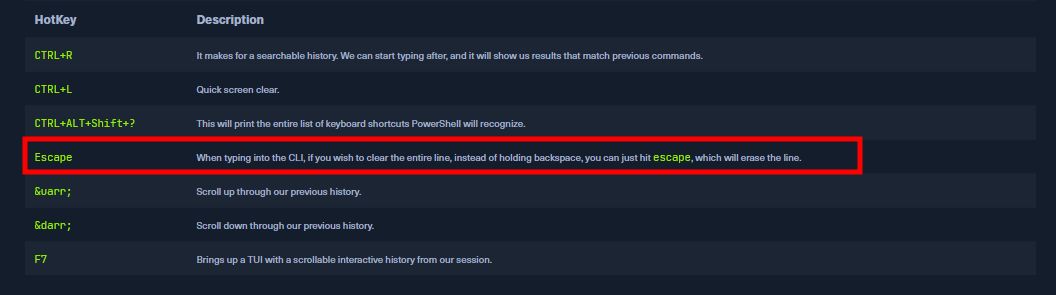 HotKey Description
CTRL+R It makes for a searchable history. We can start typing after, and it will show us results that match previous commands.
CTRL+L Quick screen clear.
CTRL+ALT+Shift+? This will print the entire list of keyboard shortcuts PowerShell will recognize.
Escape When typing into the CLI, if you wish to clear the entire line, instead of holding backspace, you can just hit escape, which will erase the line.
&uarr; Scroll up through our previous history.
&darr; Scroll down through our previous history.
F7 Brings up a TUI with a scrollable interactive history from our session.